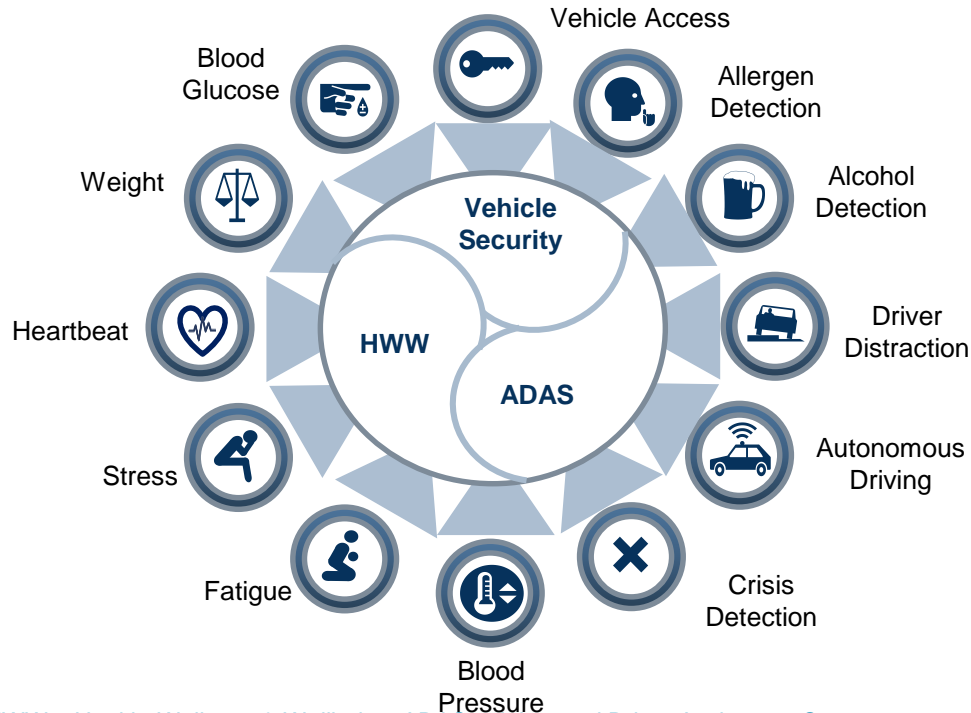 Vehicle Access
Blood
Glucose
Allergen
Detection
Weight
Alcohol
Detection
Vehicle
Security
Heartbeat
HWW
Driver
Distraction
ADAS
Stress
Autonomous
Driving
Fatigue
Crisis
Detection
Blood
Pressure